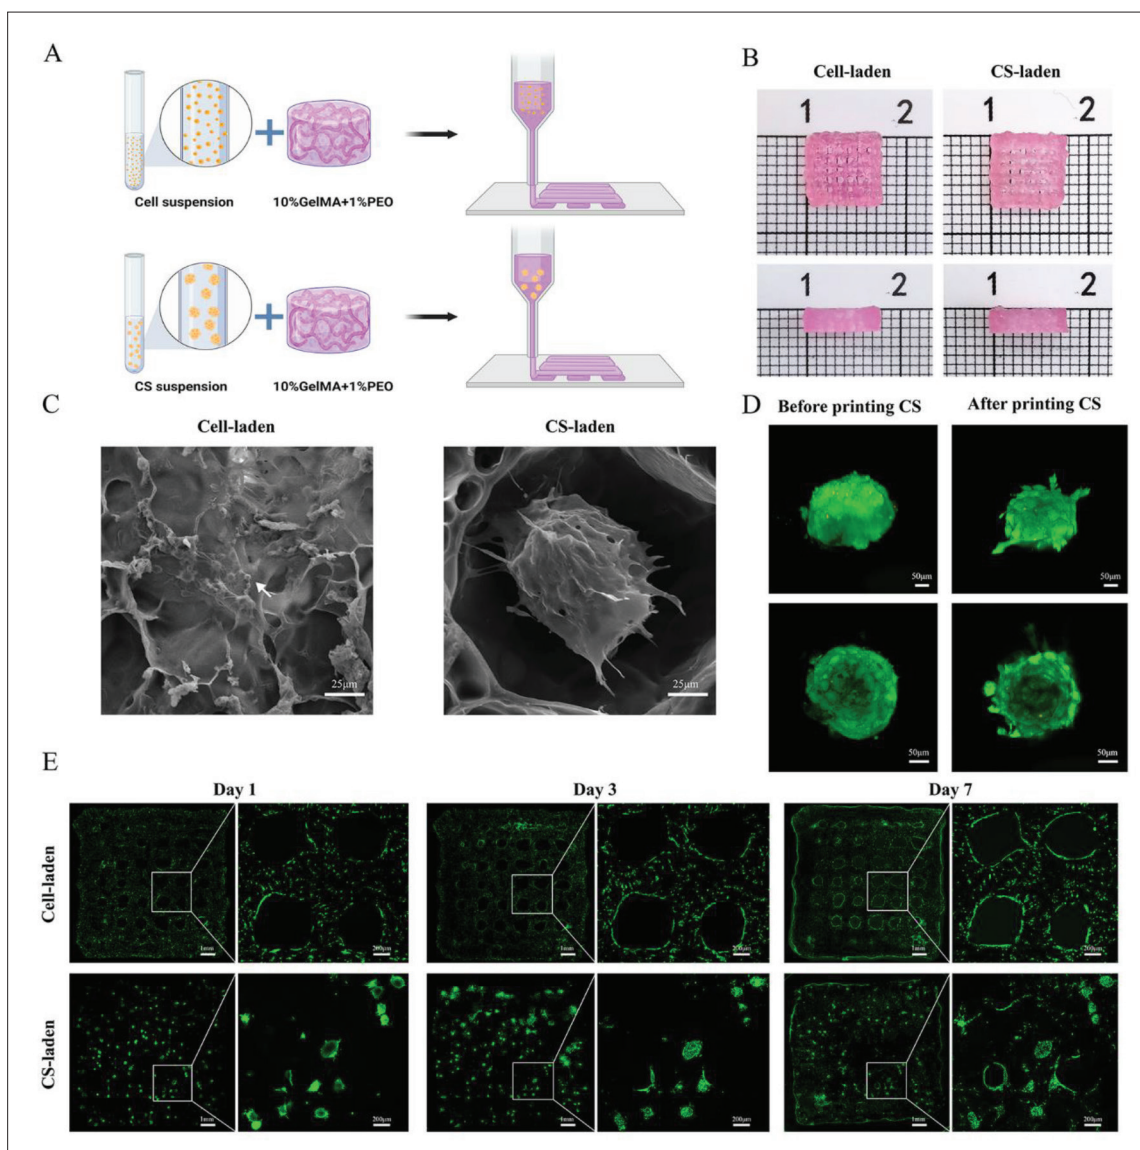 A
Cell suspension
10%GelMA+1%PEO
CS suspension
10%GelMA+1%PEO
B
Cell-laden
CS-laden
1 2
1 2
1 2
1 2
C
Cell-laden
CS-laden
25μm
25μm
D
Before printing CS
After printing CS
50μm
50μm
50μm
50μm
E
Day 1
Day 3
Day 7
Cell-laden
1mm
200μm
1mm
200μm
1mm
200μm
CS-laden
1mm
200μm
1mm
200μm
1mm
200μm